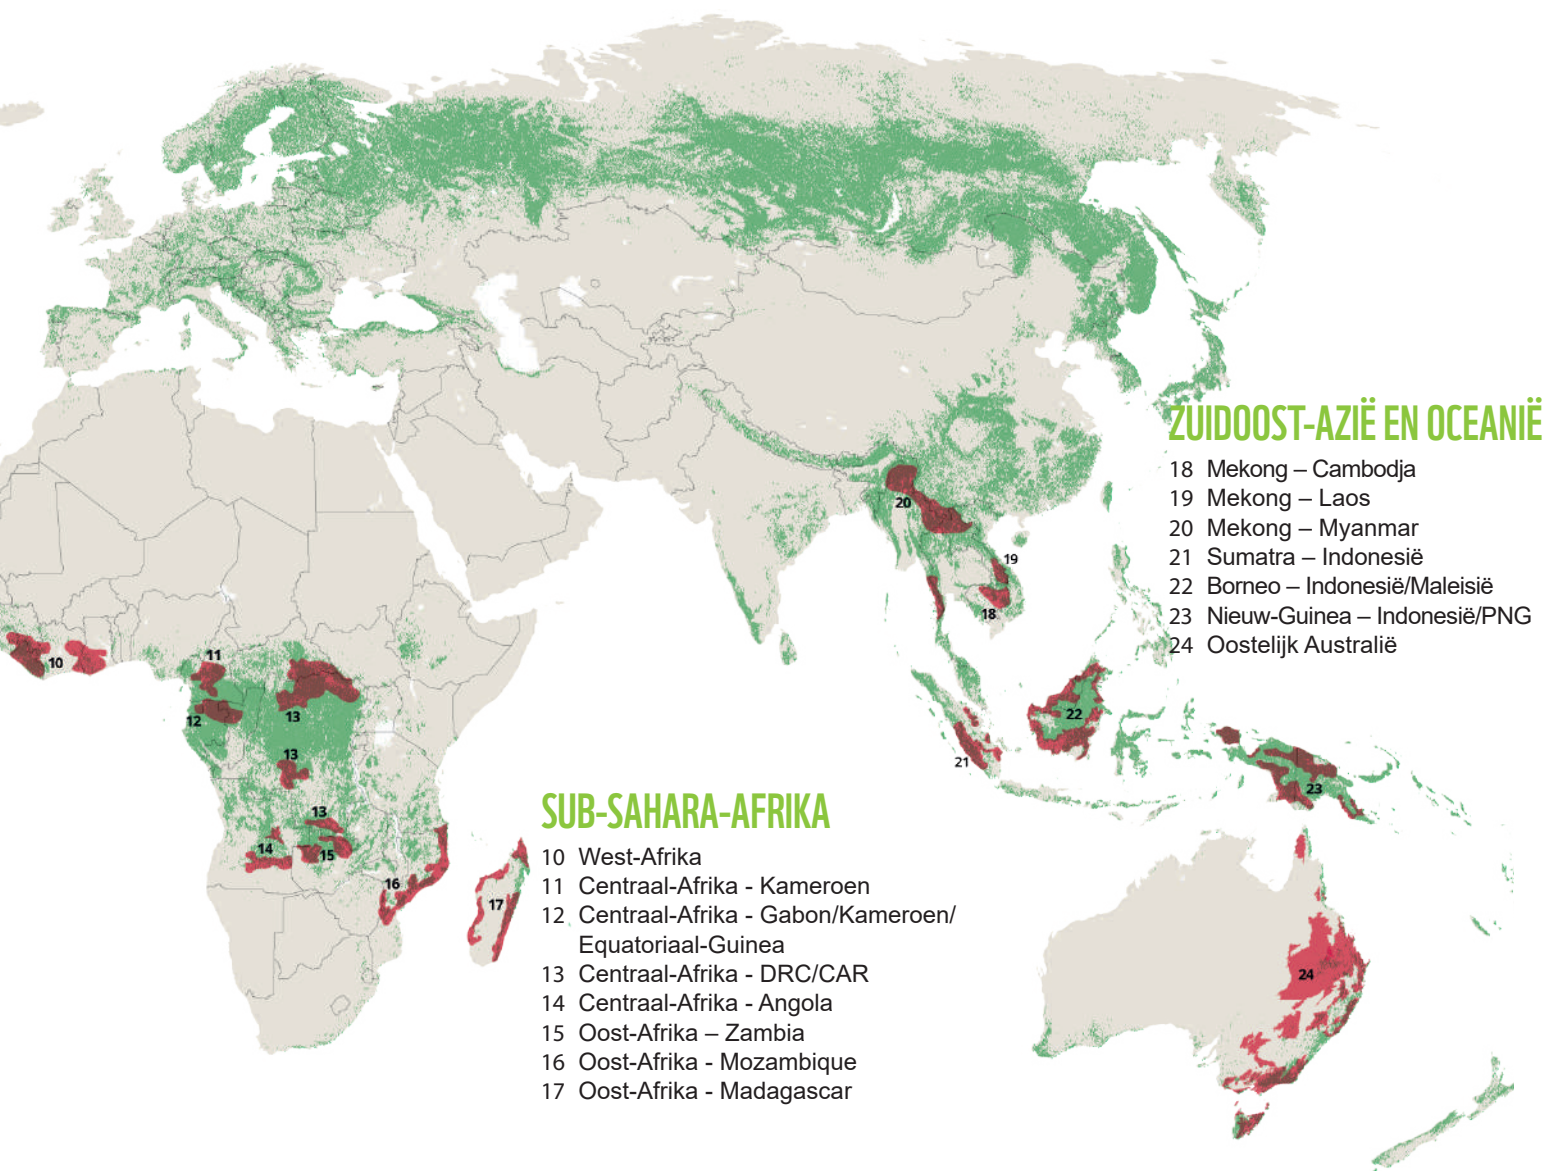 ZUIDOOST-AZIË EN OCEANIË
18 Mekong – Cambodja
19 Mekong – Laos
20 Mekong – Myanmar
21 Sumatra – Indonesië
22 Borneo – Indonesië/Maleisië
23 Nieuw-Guinea – Indonesië/PNG
24 Oostelijk Australië
20
19
18
10
11
12
13
13
22
21
23
SUB-SAHARA-AFRIKA
10 West-Afrika
11 Centraal-Afrika - Kameroen
12 Centraal-Afrika - Gabon/Kameroen/
Equatoriaal-Guinea
13 Centraal-Afrika - DRC/CAR
14 Centraal-Afrika - Angola
15 Oost-Afrika – Zambia
16 Oost-Afrika - Mozambique
17 Oost-Afrika - Madagascar
13
14
15
16
17
24